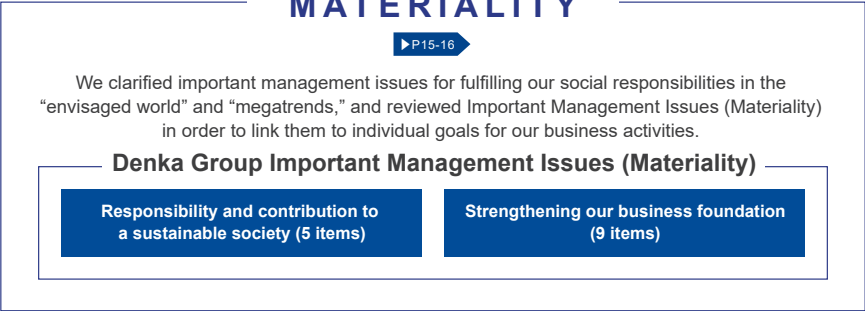 MATERIALITY
▶P15-16
We clarified important management issues for fulfilling our social responsibilities in the
“envisaged world” and “megatrends,” and reviewed Important Management Issues (Materiality)
in order to link them to individual goals for our business activities.
Denka Group Important Management Issues (Materiality)
Responsibility and contribution to
a sustainable society (5 items)
Strengthening our business foundation
(9 items)